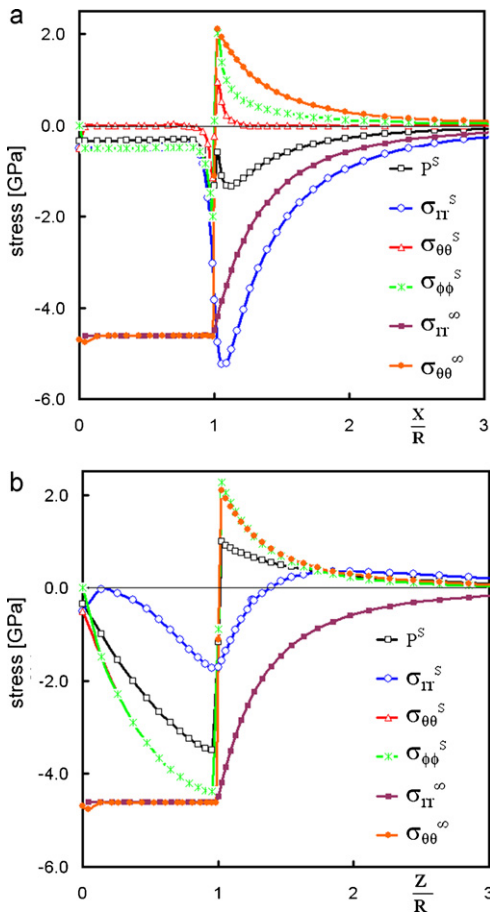 a
2.0
0.0
-2.0
-4.0
-6.0
stress [GPa]
P^S
σ_rr^S
σ_θθ^S
σ_ϕϕ^S
σ_rr^∞
σ_θθ^∞
0 1 2 X/R 3
b
2.0
0.0
-2.0
-4.0
-6.0
stress [GPa]
P^S
σ_rr^S
σ_θθ^S
σ_ϕϕ^S
σ_rr^∞
σ_θθ^∞
0 1 2 Z/R 3